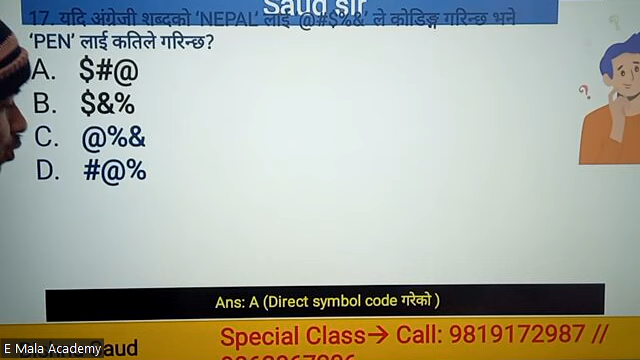 Saud sir
17. यदि अंग्रेजी शब्दको ‘NEPAL’ लाई ‘@#$%&’ ले कोडिङ्ग गरिन्छ भने
‘PEN’ लाई कतिले गरिन्छ?
A. $#@
B. $&%
C. @%&
D. #@%
?
Ans: A (Direct symbol code गरेको )
E Mala Academy
aud
Special Class→ Call: 9819172987 //